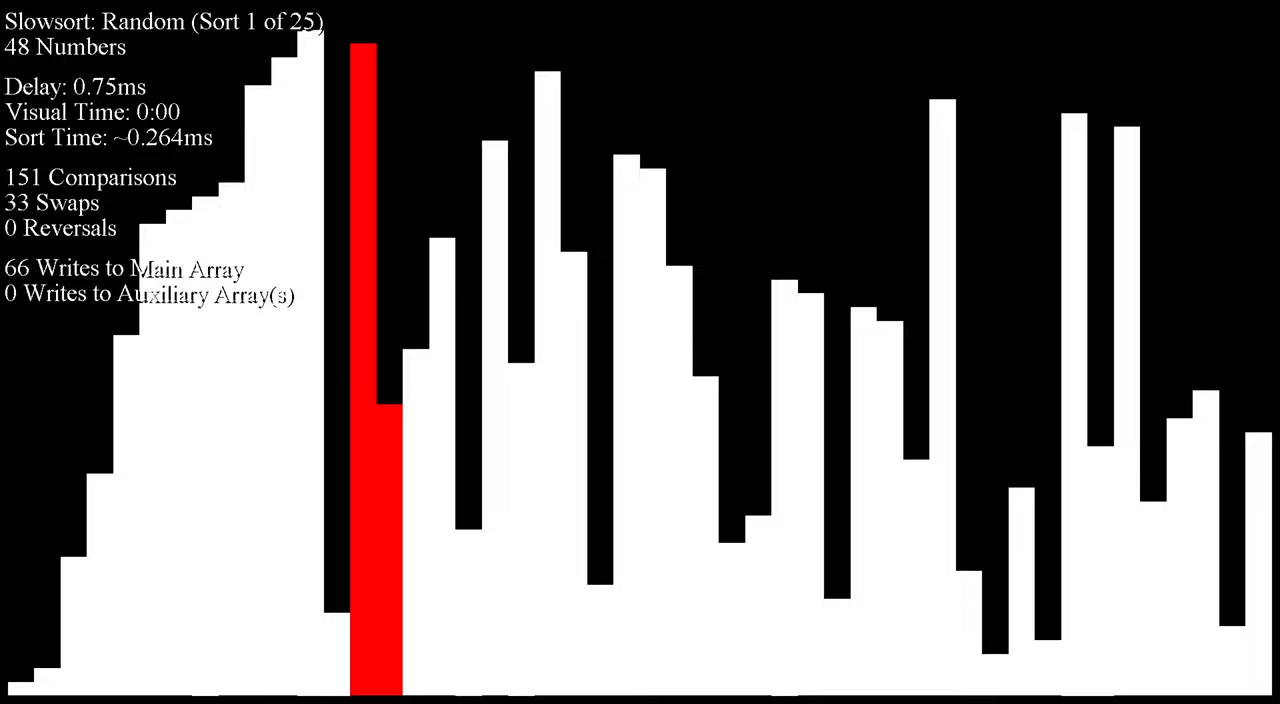 Slowsort: Random (Sort 1 of 25)
48 Numbers
Delay: 0.75ms
Visual Time: 0:00
Sort Time: ~0.264ms
151 Comparisons
33 Swaps
0 Reversals
66 Writes to Main Array
0 Writes to Auxiliary Array(s)